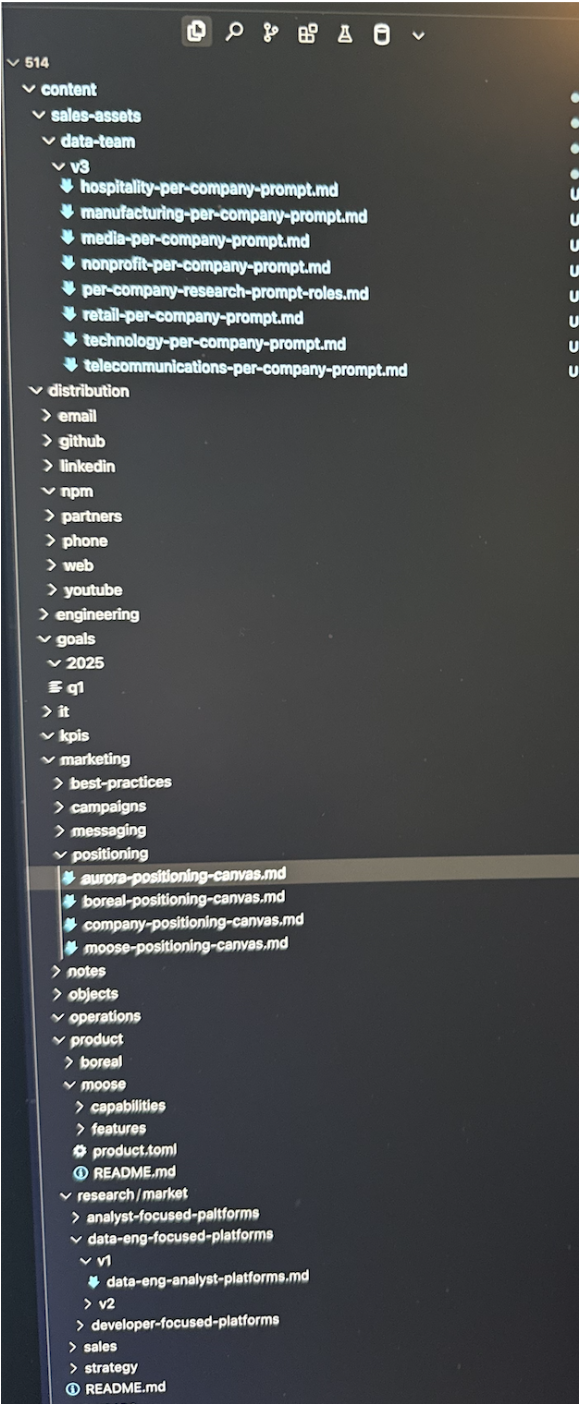 514
content
sales-assets
data-team
v3
hospitality-per-company-prompt.md
manufacturing-per-company-prompt.md
media-per-company-prompt.md
nonprofit-per-company-prompt.md
per-company-research-prompt-roles.md
retail-per-company-prompt.md
technology-per-company-prompt.md
telecommunications-per-company-prompt.md U
distribution
email
github
linkedin
npm
partners
phone
web
youtube
engineering
goals
2025
q1
it
kpis
marketing
best-practices
campaigns
messaging
positioning
aurora-positioning-canvas.md
boreal-positioning-canvas.md
company-positioning-canvas.md
moose-positioning-canvas.md
notes
objects
operations
product
boreal
moose
capabilities
features
product.toml
README.md
research/market
analyst-focused-paltforms
data-eng-focused-platforms
v1
data-eng-analyst-platforms.md
v2
developer-focused-platforms
sales
strategy
README.md